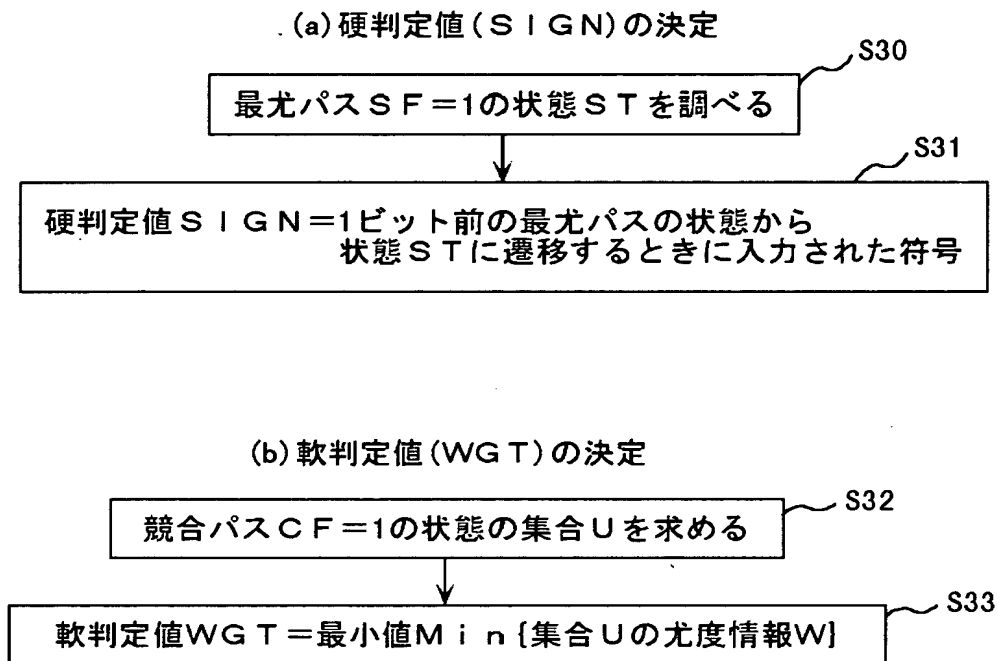 (a)硬判定値(SIGN)の決定
S30
最尤パスSF=1の状態STを調べる
S31
硬判定値SIGN=1ビット前の最尤パスの状態から
状態STに遷移するときに入力された符号
(b)軟判定値(WGT)の決定
S32
競合パスCF=1の状態の集合Uを求める
S33
軟判定値WGT=最小値Min{集合Uの尤度情報W}